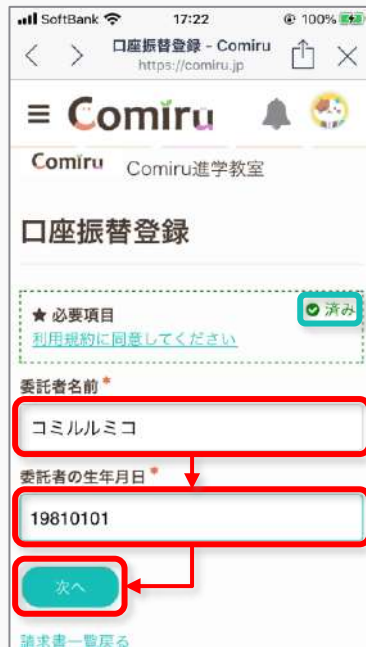 SoftBank 17:22 100%
口座振替登録 - Comiru
https://comiru.jp
Comiru
Comiru Comiru進学教室
口座振替登録
★ 必要項目 済み
利用規約に同意してください
委託者名前*
コミルルミコ
委託者の生年月日*
19810101
次へ
請求書一覧戻る